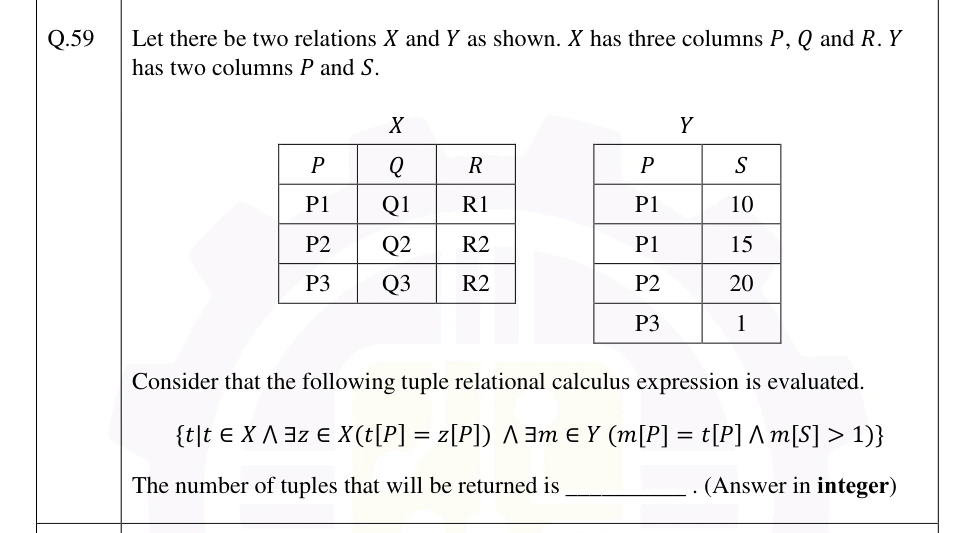 Q.59 Let there be two relations X and Y as shown. X has three columns P, Q and R. Y
has two columns P and S.
X Y
P Q R P S
P1 Q1 R1 P1 10
P2 Q2 R2 P1 15
P3 Q3 R2 P2 20
P3 1
Consider that the following tuple relational calculus expression is evaluated.
{t|t ∈ X ∧ ∃z ∈ X(t[P] = z[P]) ∧ ∃m ∈ Y (m[P] = t[P] ∧ m[S] > 1)}
The number of tuples that will be returned is __________ . (Answer in integer)